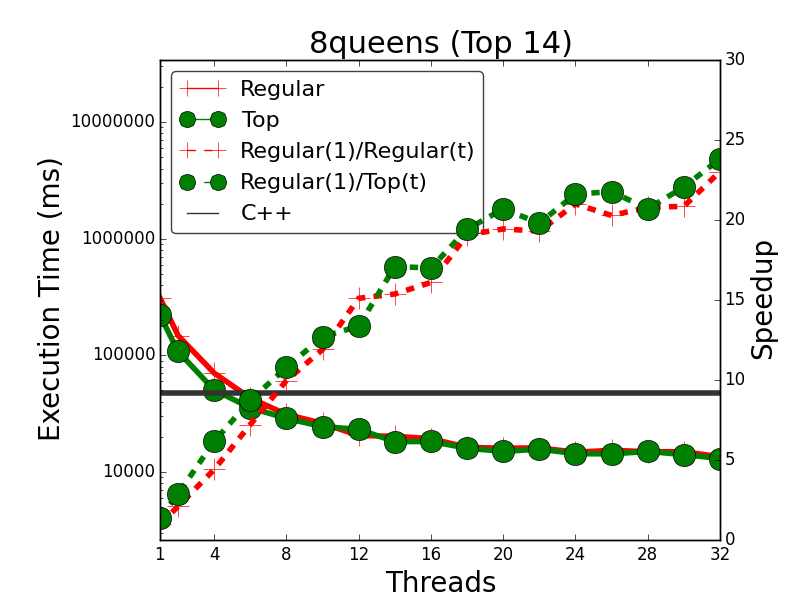 8queens (Top 14)
Regular
Top
Regular(1)/Regular(t)
Regular(1)/Top(t)
C++
Execution Time (ms)
10000000
1000000
100000
10000
30
25
20
15
10
5
0
Speedup
1 4 8 12 16 20 24 28 32
Threads